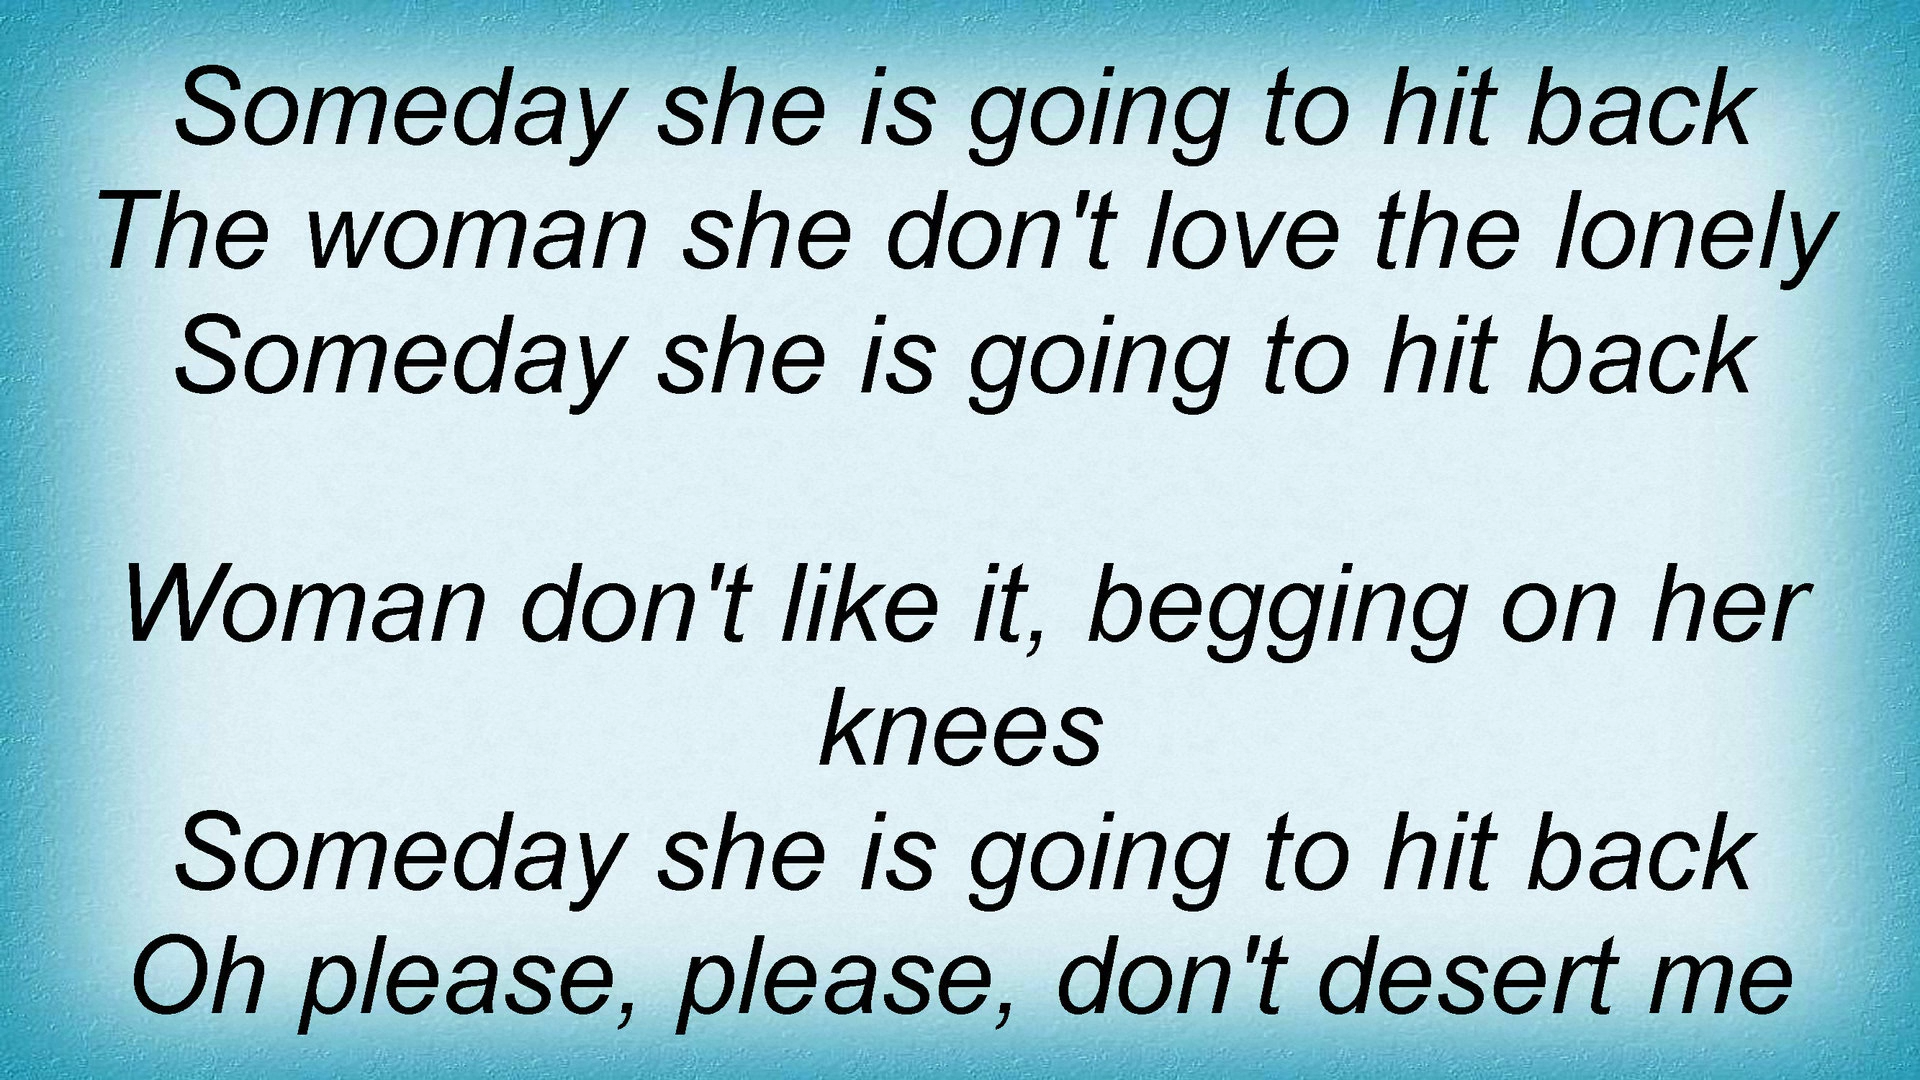 Someday she is going to hit back
The woman she don't love the lonely
Someday she is going to hit back
Woman don't like it, begging on her
knees
Someday she is going to hit back
Oh please, please, don't desert me